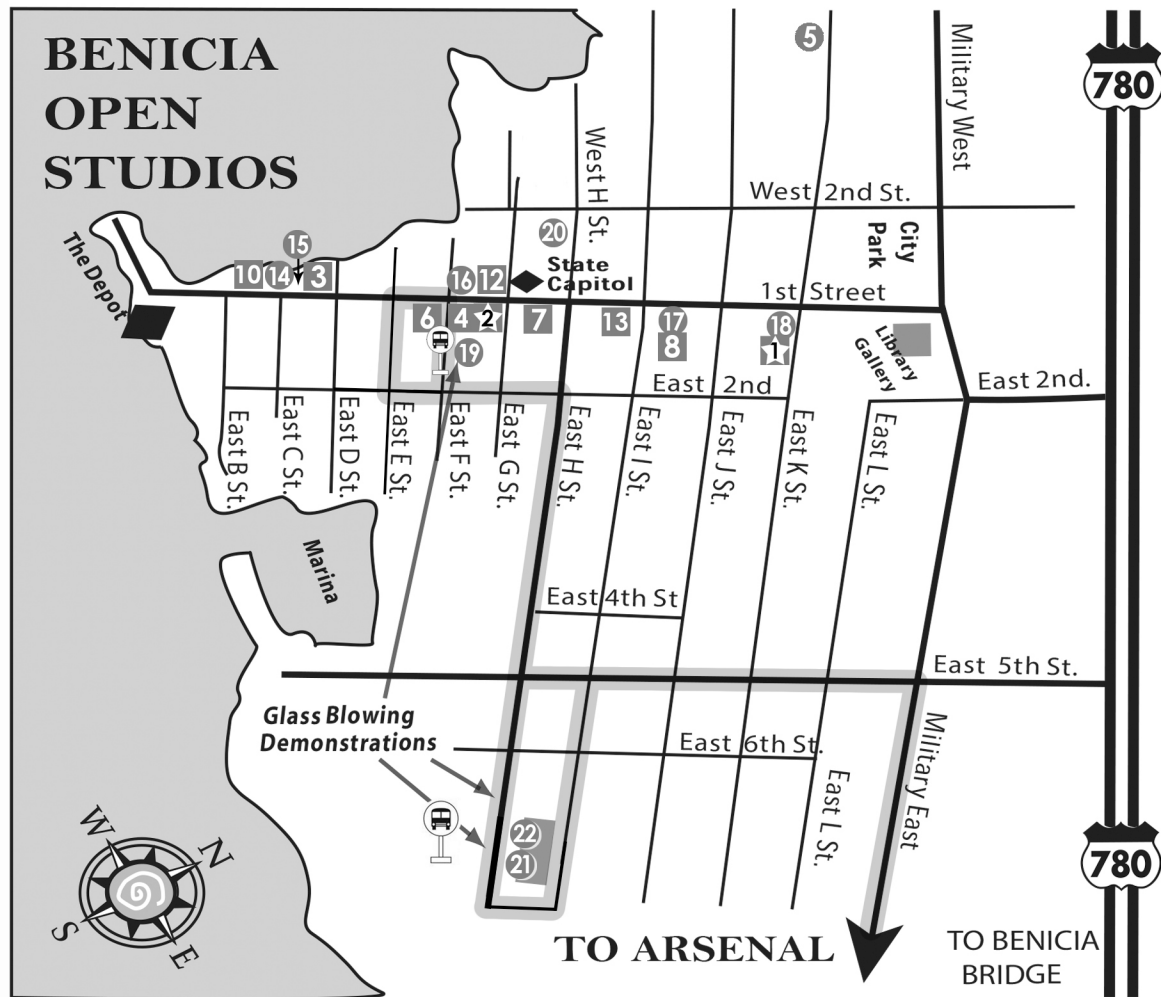 BENICIA
OPEN
STUDIOS
5
Military West
780
West H St.
West 2nd St.
City
Park
The Depot
15
20
10
14
3
16
12
State
Capitol
1st Street
6
4
2
7
13
17
18
8
1
19
Library
Gallery
East 2nd
East 2nd.
East B St.
East C St.
East D St.
East E St.
East F St.
East G St.
East H St.
East I St.
East J St.
East K St.
East L St.
Marina
East 4th St
East 5th St.
Glass Blowing
Demonstrations
East 6th St.
Military East
East L St.
22
21
780
W
N
S
E
TO ARSENAL
TO BENICIA
BRIDGE